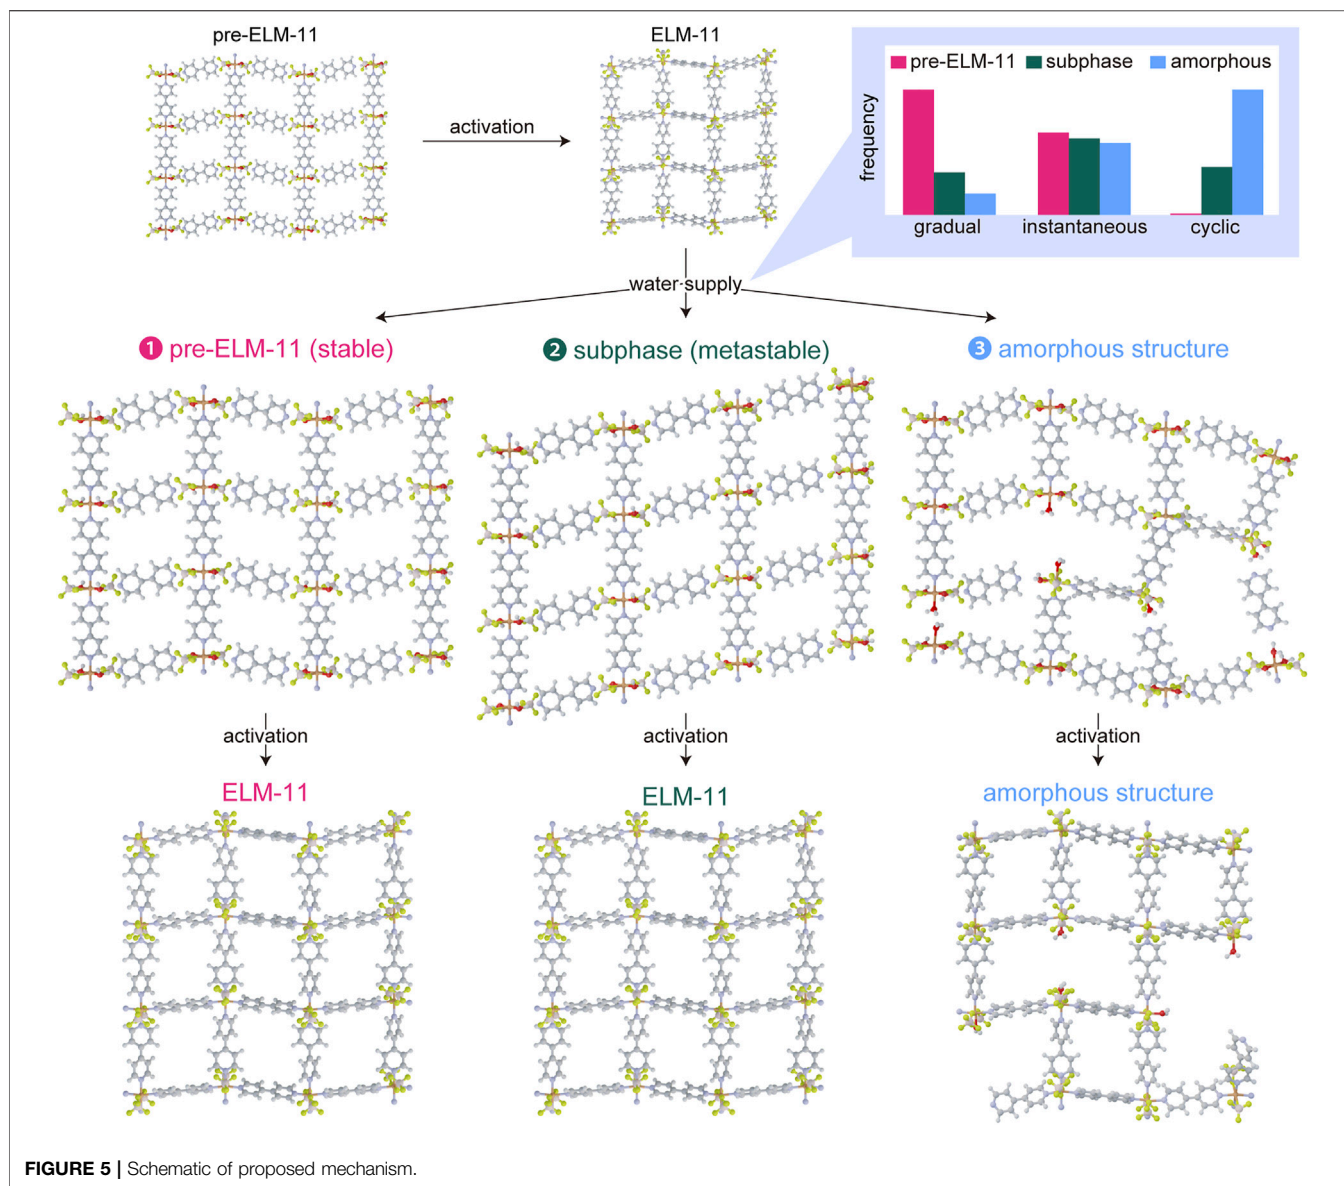 pre-ELM-11
ELM-11
activation
pre-ELM-11 subphase amorphous
frequency
gradual instantaneous cyclic
water supply
1 pre-ELM-11 (stable)
2 subphase (metastable)
3 amorphous structure
activation
activation
activation
ELM-11
ELM-11
amorphous structure
FIGURE 5 | Schematic of proposed mechanism.